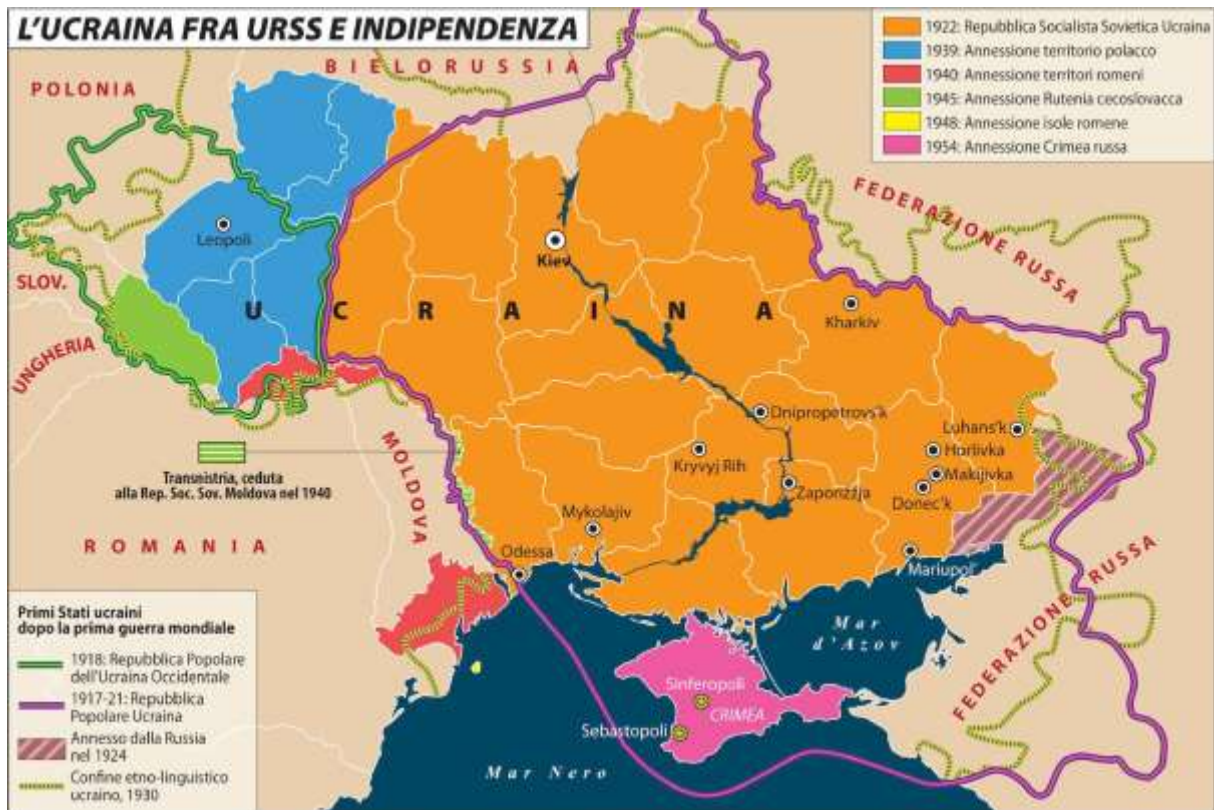 L'UCRAINA FRA URSS E INDIPENDENZA
1922: Repubblica Socialista Sovietica Ucraina
1939: Annessione territorio polacco
1940: Annessione territori romeni
1945: Annessione Rutenia cecoslovacca
1948: Annessione isole romene
1954: Annessione Crimea russa
BIELORUSSIA
POLONIA
FEDERAZIONE RUSSA
Leopoli
Kiev
SLOV.
UCRAINA
Kharkiv
UNGHERIA
Dnipropetrovs'k
Luhans'k
Horlivka
Kryvyj Rih
Makijivka
Zaporižžja
Donec'k
Transnistria, ceduta
alla Rep. Soc. Sov. Moldova nel 1940
MOLDOVA
Mykolajiv
ROMANIA
Odessa
Mariupol'
FEDERAZIONE RUSSA
Mar
d'Azov
Sinferopoli
CRIMEA
Sebastopoli
Mar Nero
Primi Stati ucraini
dopo la prima guerra mondiale
1918: Repubblica Popolare
dell'Ucraina Occidentale
1917-21: Repubblica
Popolare Ucraina
Annesso dalla Russia
nel 1924
Confine etno-linguistico
ucraino, 1930